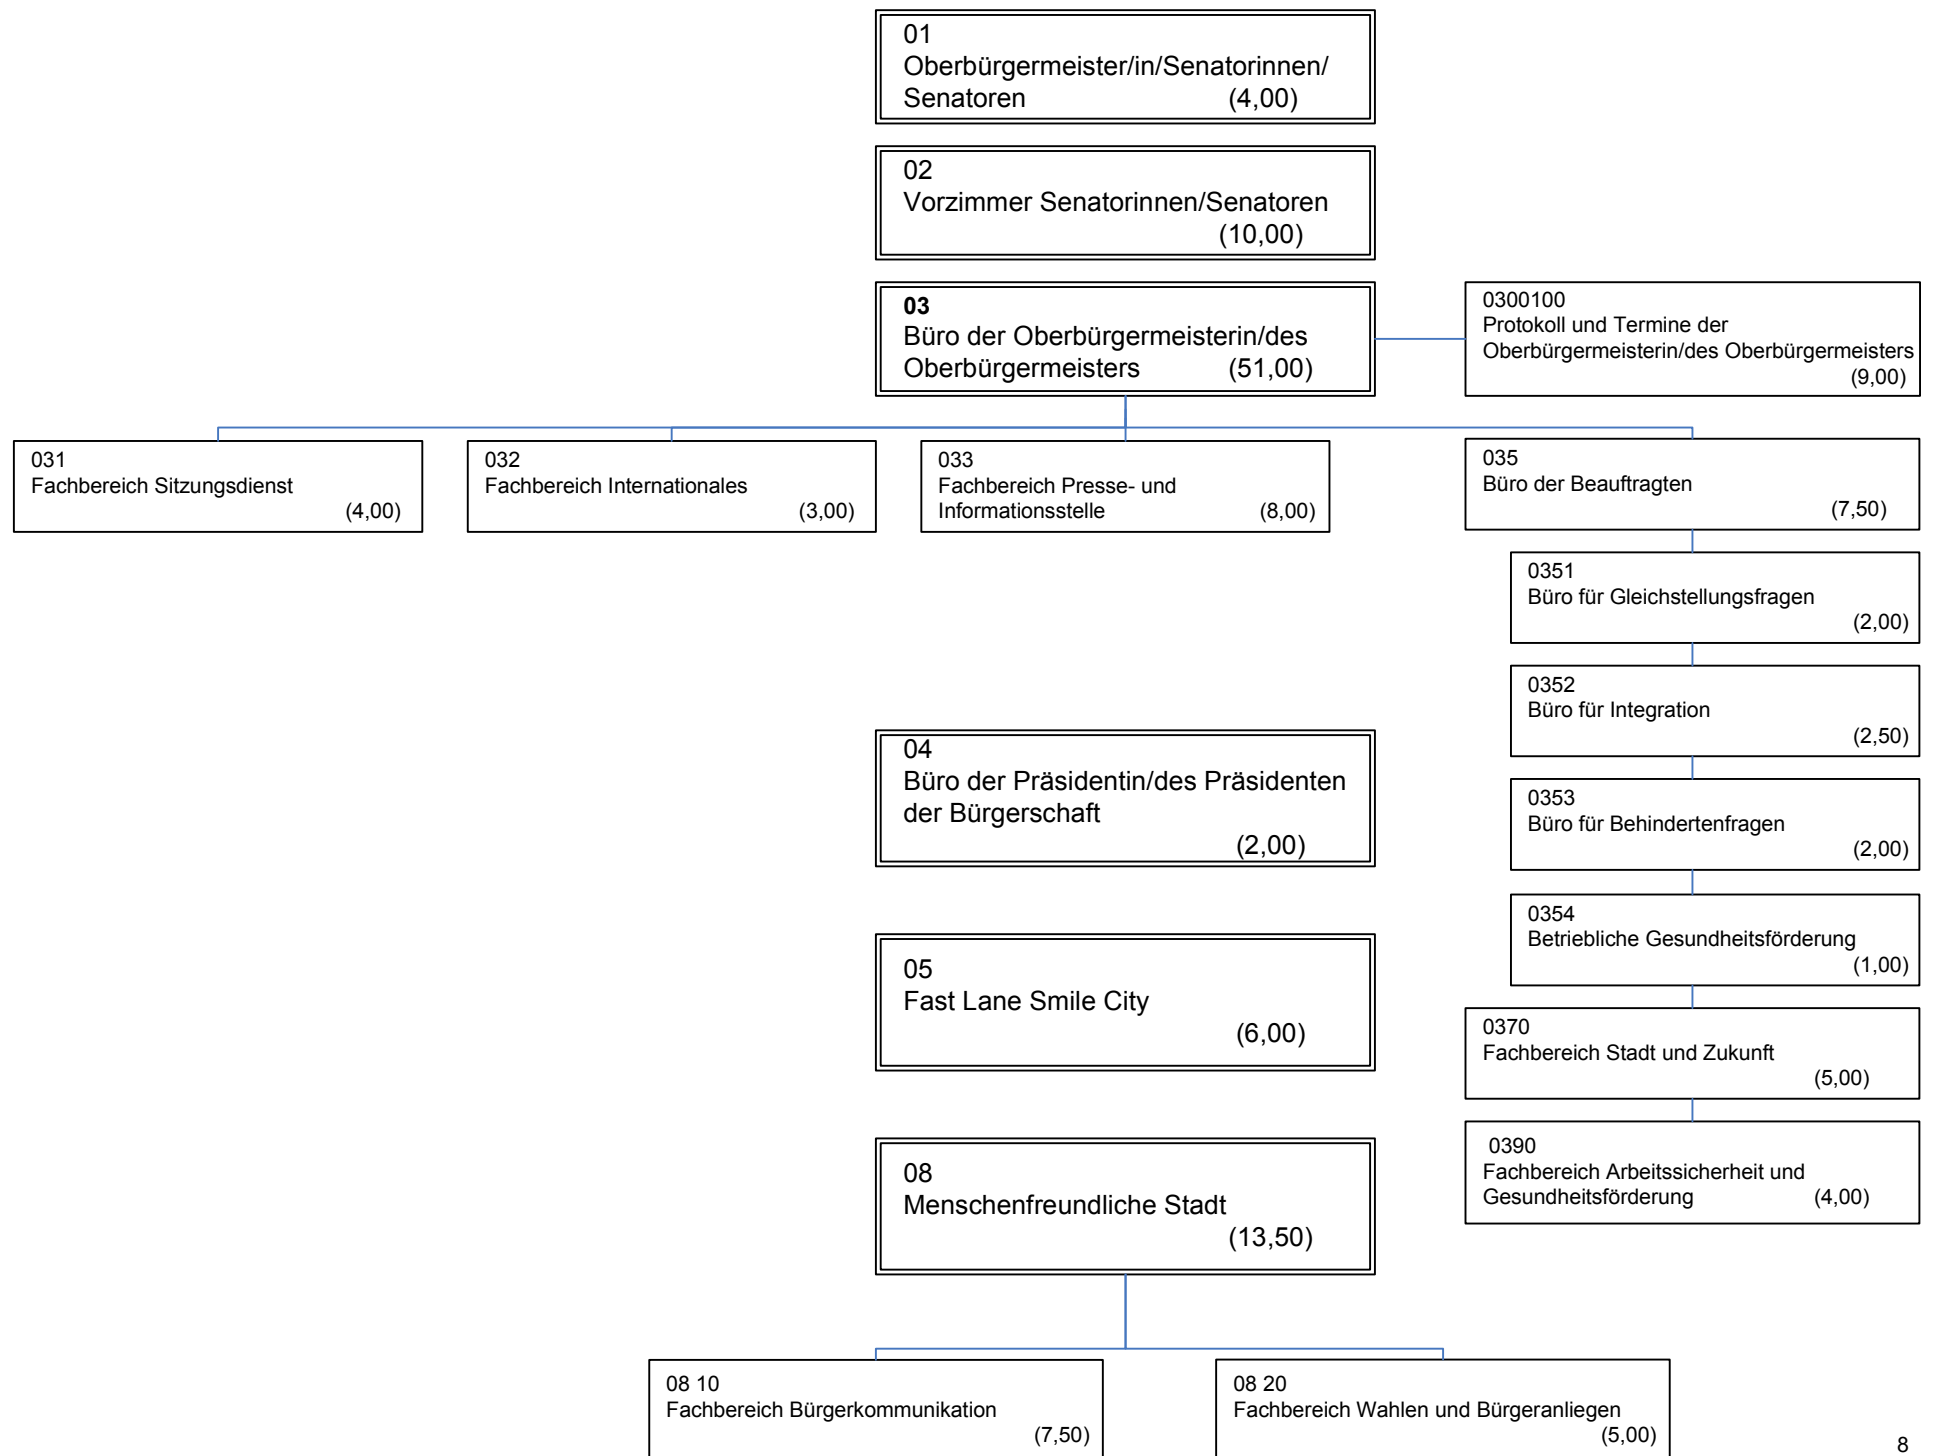 01
Oberbürgermeister/in/Senatorinnen/
Senatoren (4,00)
02
Vorzimmer Senatorinnen/Senatoren
(10,00)
03
Büro der Oberbürgermeisterin/des
Oberbürgermeisters (51,00)
0300100
Protokoll und Termine der
Oberbürgermeisterin/des Oberbürgermeisters
(9,00)
031
Fachbereich Sitzungsdienst
(4,00)
032
Fachbereich Internationales
(3,00)
033
Fachbereich Presse- und
Informationsstelle (8,00)
035
Büro der Beauftragten
(7,50)
0351
Büro für Gleichstellungsfragen
(2,00)
0352
Büro für Integration
(2,50)
0353
Büro für Behindertenfragen
(2,00)
0354
Betriebliche Gesundheitsförderung
(1,00)
0370
Fachbereich Stadt und Zukunft
(5,00)
0390
Fachbereich Arbeitssicherheit und
Gesundheitsförderung (4,00)
04
Büro der Präsidentin/des Präsidenten
der Bürgerschaft
(2,00)
05
Fast Lane Smile City
(6,00)
08
Menschenfreundliche Stadt
(13,50)
08 10
Fachbereich Bürgerkommunikation
(7,50)
08 20
Fachbereich Wahlen und Bürgeranliegen
(5,00)
8